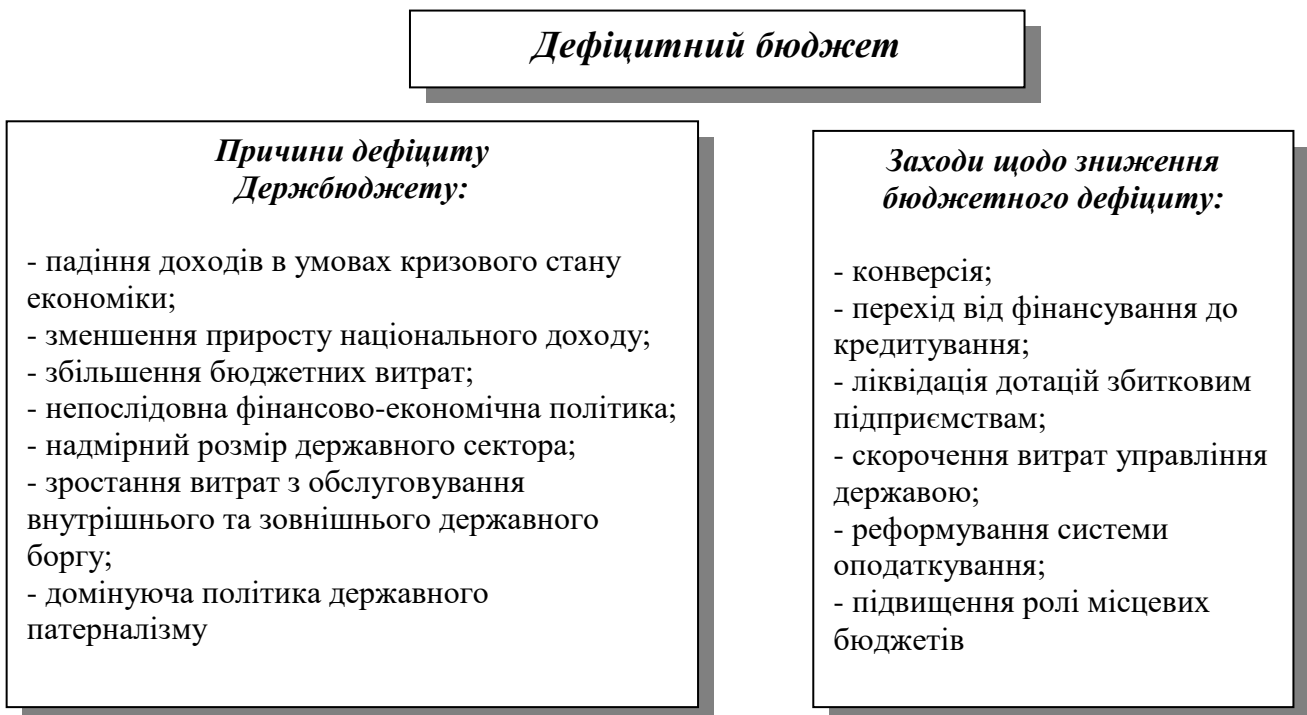 Дефіцитний бюджет
Причини дефіциту
Держбюджету:
- падіння доходів в умовах кризового стану
економіки;
- зменшення приросту національного доходу;
- збільшення бюджетних витрат;
- непослідовна фінансово-економічна політика;
- надмірний розмір державного сектора;
- зростання витрат з обслуговування
внутрішнього та зовнішнього державного
боргу;
- домінуюча політика державного
патерналізму
Заходи щодо зниження
бюджетного дефіциту:
- конверсія;
- перехід від фінансування до
кредитування;
- ліквідація дотацій збитковим
підприємствам;
- скорочення витрат управління
державою;
- реформування системи
оподаткування;
- підвищення ролі місцевих
бюджетів